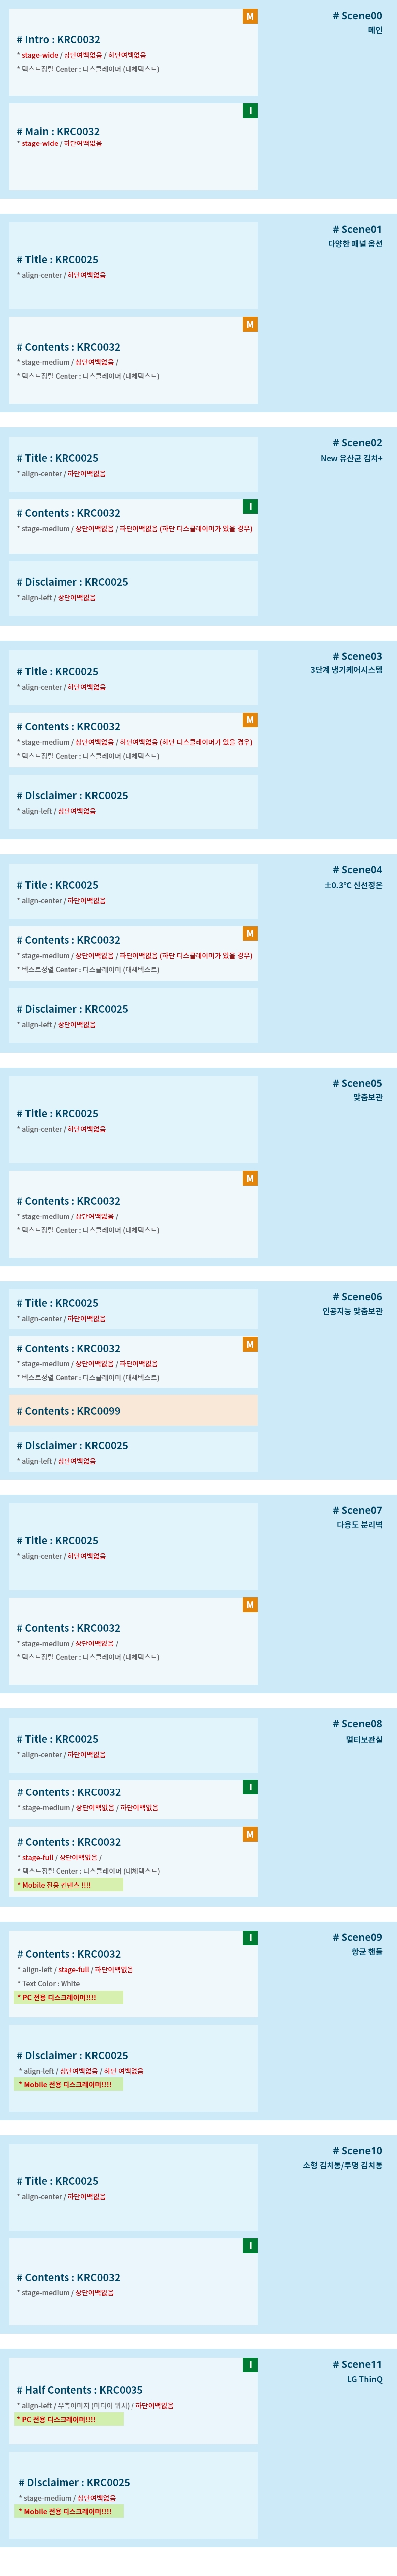 # Scene00
메인
M
# Intro : KRC0032
* stage-wide / 상단여백없음 / 하단여백없음
* 텍스트정렬 Center : 디스클레이머 (대체텍스트)
I
# Main : KRC0032
* stage-wide / 하단여백없음
# Scene01
다양한 패널 옵션
# Title : KRC0025
* align-center / 하단여백없음
M
# Contents : KRC0032
* stage-medium / 상단여백없음 /
* 텍스트정렬 Center : 디스클레이머 (대체텍스트)
# Scene02
New 유산균 김치+
# Title : KRC0025
* align-center / 하단여백없음
I
# Contents : KRC0032
* stage-medium / 상단여백없음 / 하단여백없음 (하단 디스클레이머가 있을 경우)
# Disclaimer : KRC0025
* align-left / 상단여백없음
# Scene03
3단계 냉기케어시스템
# Title : KRC0025
* align-center / 하단여백없음
M
# Contents : KRC0032
* stage-medium / 상단여백없음 / 하단여백없음 (하단 디스클레이머가 있을 경우)
* 텍스트정렬 Center : 디스클레이머 (대체텍스트)
# Disclaimer : KRC0025
* align-left / 상단여백없음
# Scene04
±0.3℃ 신선정온
# Title : KRC0025
* align-center / 하단여백없음
M
# Contents : KRC0032
* stage-medium / 상단여백없음 / 하단여백없음 (하단 디스클레이머가 있을 경우)
* 텍스트정렬 Center : 디스클레이머 (대체텍스트)
# Disclaimer : KRC0025
* align-left / 상단여백없음
# Scene05
맞춤보관
# Title : KRC0025
* align-center / 하단여백없음
M
# Contents : KRC0032
* stage-medium / 상단여백없음 /
* 텍스트정렬 Center : 디스클레이머 (대체텍스트)
# Scene06
인공지능 맞춤보관
# Title : KRC0025
* align-center / 하단여백없음
M
# Contents : KRC0032
* stage-medium / 상단여백없음 / 하단여백없음
* 텍스트정렬 Center : 디스클레이머 (대체텍스트)
# Contents : KRC0099
# Disclaimer : KRC0025
* align-left / 상단여백없음
# Scene07
다용도 분리벽
# Title : KRC0025
* align-center / 하단여백없음
M
# Contents : KRC0032
* stage-medium / 상단여백없음 /
* 텍스트정렬 Center : 디스클레이머 (대체텍스트)
# Scene08
멀티보관실
# Title : KRC0025
* align-center / 하단여백없음
I
# Contents : KRC0032
* stage-medium / 상단여백없음 / 하단여백없음
M
# Contents : KRC0032
* stage-full / 상단여백없음 /
* 텍스트정렬 Center : 디스클레이머 (대체텍스트)
* Mobile 전용 컨텐츠 !!!!
# Scene09
항균 핸들
I
# Contents : KRC0032
* align-left / stage-full / 하단여백없음
* Text Color : White
* PC 전용 디스크레이머!!!!
# Disclaimer : KRC0025
* align-left / 상단여백없음 / 하단 여백없음
* Mobile 전용 디스크레이머!!!!
# Scene10
소형 김치통/투명 김치통
# Title : KRC0025
* align-center / 하단여백없음
I
# Contents : KRC0032
* stage-medium / 상단여백없음
# Scene11
LG ThinQ
I
# Half Contents : KRC0035
* align-left / 우측이미지 (미디어 위치) / 하단여백없음
* PC 전용 디스크레이머!!!!
# Disclaimer : KRC0025
* stage-medium / 상단여백없음
* Mobile 전용 디스크레이머!!!!